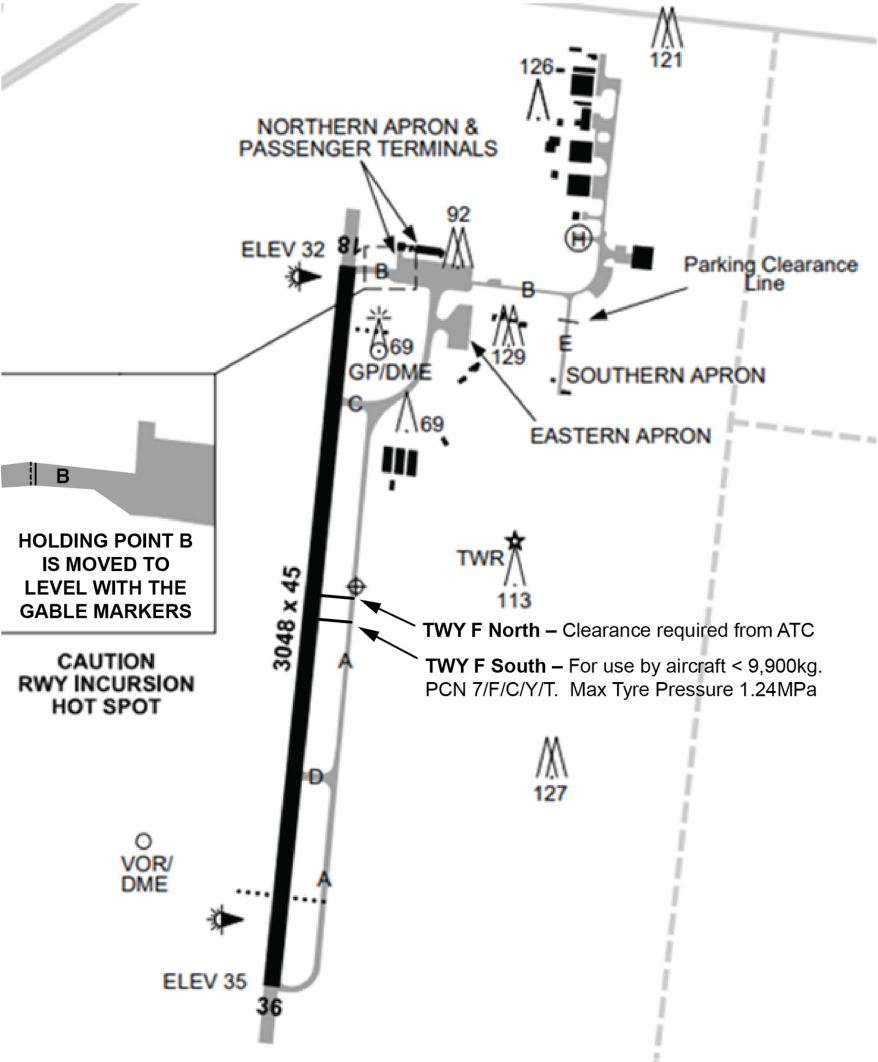 121
126
NORTHERN APRON &
PASSENGER TERMINALS
92
ELEV 32
18
B
H
Parking Clearance
Line
B
69
GP/DME
129
E
SOUTHERN APRON
C
69
EASTERN APRON
B
HOLDING POINT B
IS MOVED TO
LEVEL WITH THE
GABLE MARKERS
TWR
113
3048 x 45
TWY F North – Clearance required from ATC
TWY F South – For use by aircraft < 9,900kg.
PCN 7/F/C/Y/T. Max Tyre Pressure 1.24MPa
A
CAUTION
RWY INCURSION
HOT SPOT
D
127
VOR/
DME
A
ELEV 35
36